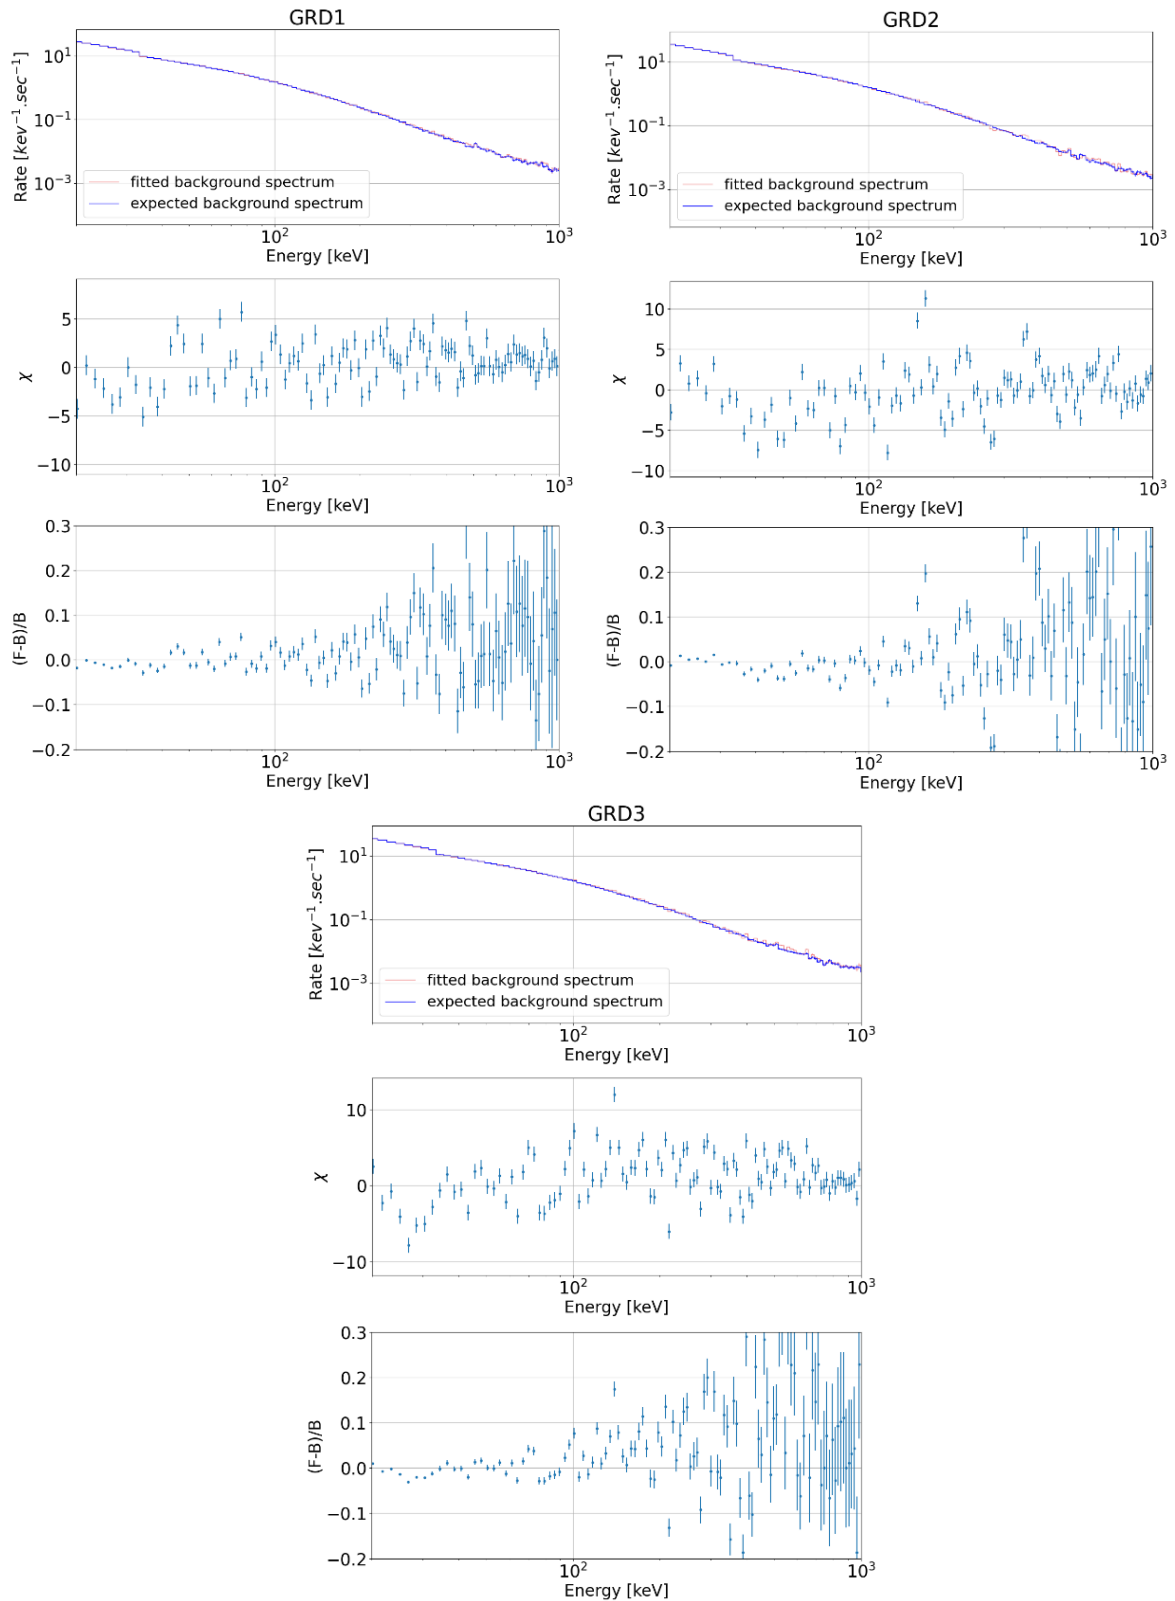 GRD1
Rate [kev⁻¹.sec⁻¹]
10¹
10⁻¹
10⁻³
fitted background spectrum
expected background spectrum
10²
10³
Energy [keV]
χ
5
0
−5
−10
10²
10³
Energy [keV]
(F-B)/B
0.3
0.2
0.1
0.0
−0.1
−0.2
10²
10³
Energy [keV]
GRD2
Rate [kev⁻¹.sec⁻¹]
10¹
10⁻¹
10⁻³
fitted background spectrum
expected background spectrum
10²
10³
Energy [keV]
χ
10
5
0
−5
−10
10²
10³
Energy [keV]
(F-B)/B
0.3
0.2
0.1
0.0
−0.1
−0.2
10²
10³
Energy [keV]
GRD3
Rate [kev⁻¹.sec⁻¹]
10¹
10⁻¹
10⁻³
fitted background spectrum
expected background spectrum
10²
10³
Energy [keV]
χ
10
0
−10
10²
10³
Energy [keV]
(F-B)/B
0.3
0.2
0.1
0.0
−0.1
−0.2
10²
10³
Energy [keV]